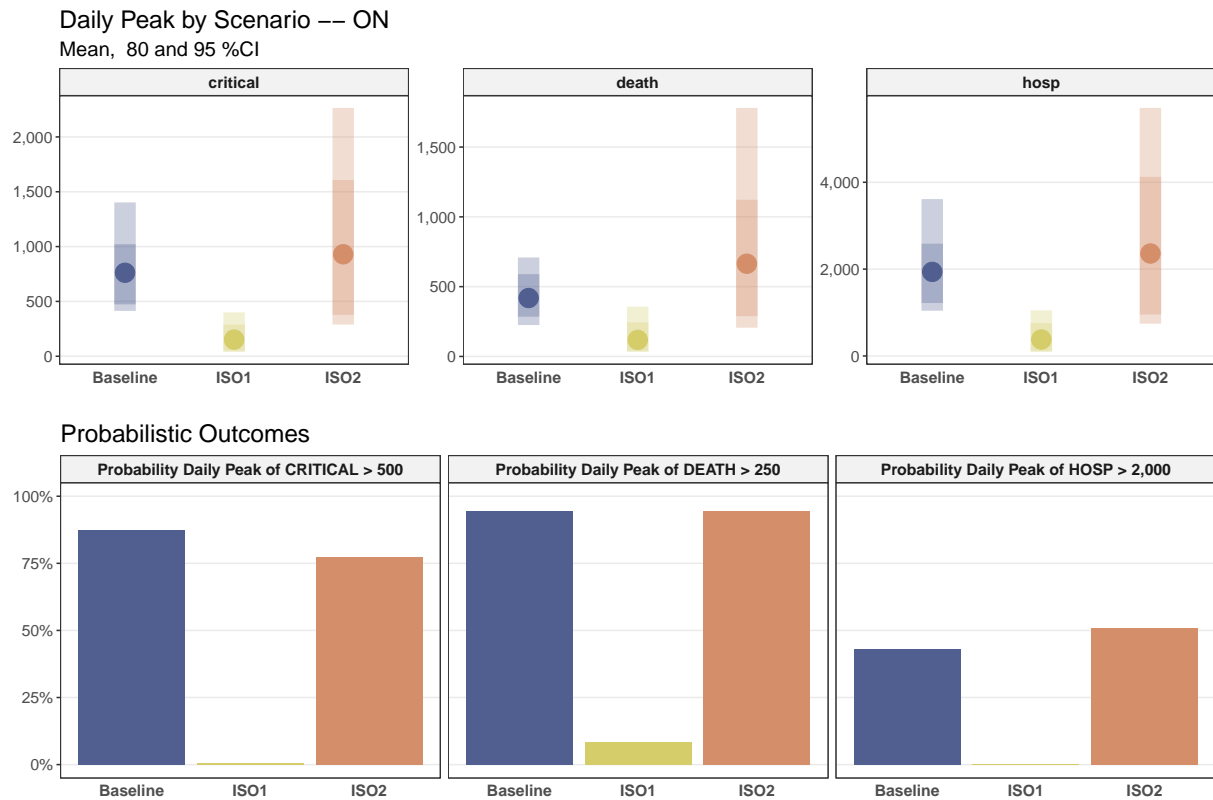 Daily Peak by Scenario −− ON
Mean,  80 and 95 %CI
critical
death
hosp
2,000
1,500
1,000
500
0
1,500
1,000
500
0
4,000
2,000
0
Baseline ISO1 ISO2
Baseline ISO1 ISO2
Baseline ISO1 ISO2
Probabilistic Outcomes
Probability Daily Peak of CRITICAL > 500
Probability Daily Peak of DEATH > 250
Probability Daily Peak of HOSP > 2,000
100%
75%
50%
25%
0%
Baseline ISO1 ISO2
Baseline ISO1 ISO2
Baseline ISO1 ISO2